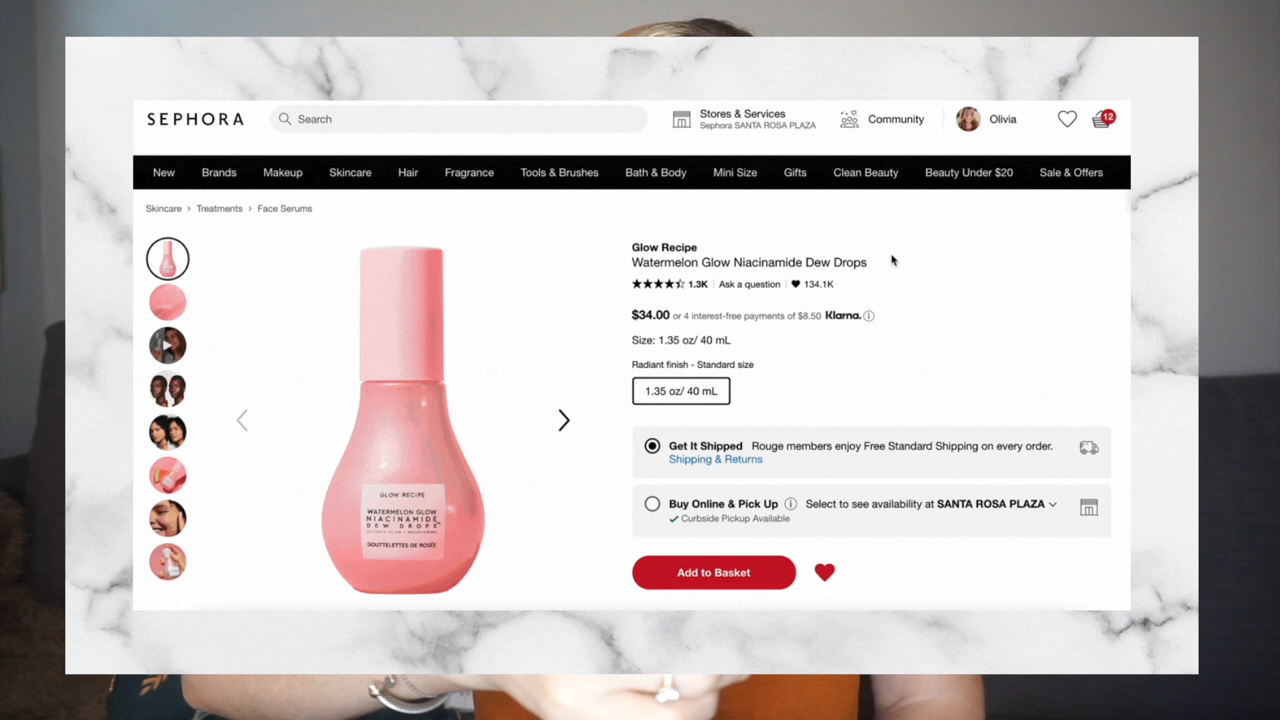 SEPHORA
Search
Stores & Services
Sephora SANTA ROSA PLAZA
Community
Olivia
12
New Brands Makeup Skincare Hair Fragrance Tools & Brushes Bath & Body Mini Size Gifts Clean Beauty Beauty Under $20 Sale & Offers
Skincare › Treatments › Face Serums
Glow Recipe
Watermelon Glow Niacinamide Dew Drops
1.3K Ask a question 134.1K
$34.00 or 4 interest-free payments of $8.50 Klarna.
Size: 1.35 oz/ 40 mL
Radiant finish - Standard size
1.35 oz/ 40 mL
Get It Shipped Rouge members enjoy Free Standard Shipping on every order.
Shipping & Returns
Buy Online & Pick Up Select to see availability at SANTA ROSA PLAZA
Curbside Pickup Available
Add to Basket
GLOW RECIPE
WATERMELON GLOW
NIACINAMIDE
DEW DROPS
GOUTTELETTES DE ROSÉE